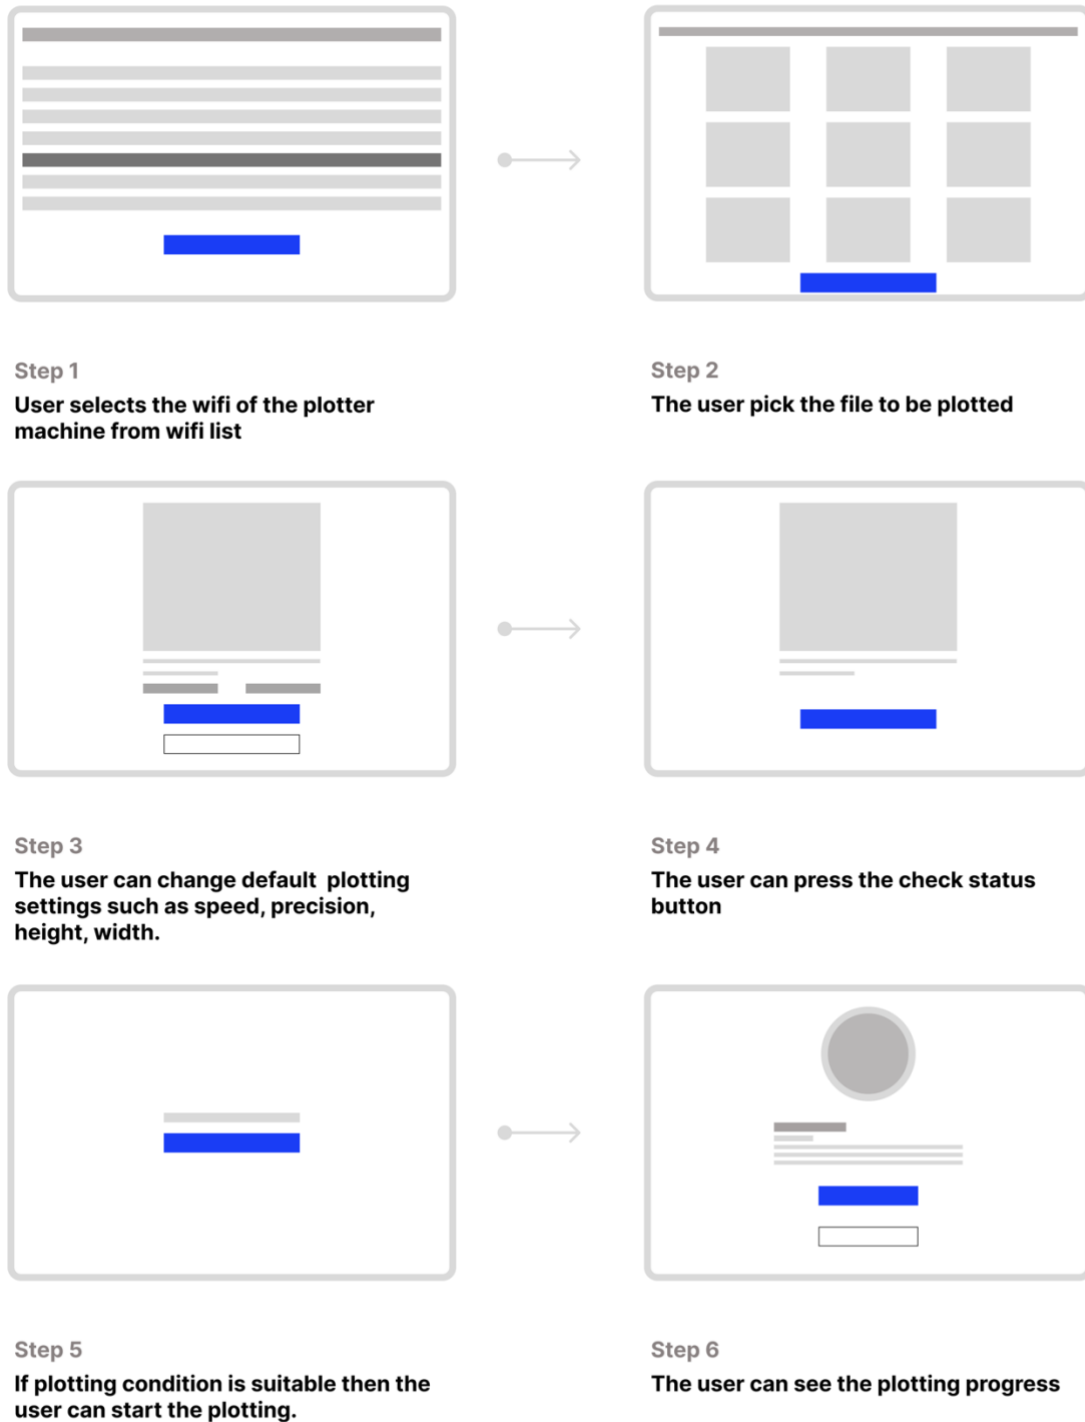 Step 1
User selects the wifi of the plotter
machine from wifi list
Step 2
The user pick the file to be plotted
Step 3
The user can change default  plotting
settings such as speed, precision,
height, width.
Step 4
The user can press the check status
button
Step 5
If plotting condition is suitable then the
user can start the plotting.
Step 6
The user can see the plotting progress